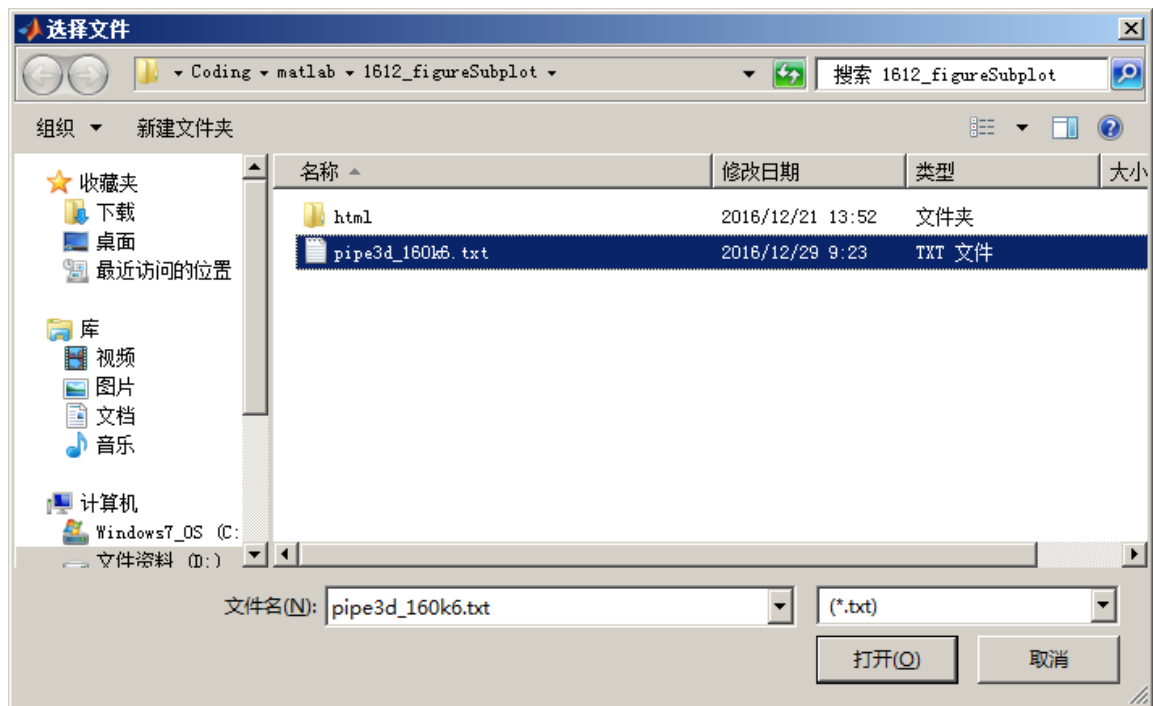 选择文件
Coding matlab 1612_figureSubplot 搜索 1612_figureSubplot
组织 新建文件夹
名称 修改日期 类型 大小
收藏夹
下载
桌面
最近访问的位置
库
视频
图片
文档
音乐
计算机
Windows7_OS (C:
文件资料 (D:)
html 2016/12/21 13:52 文件夹
pipe3d_160k6.txt 2016/12/29 9:23 TXT 文件
文件名(N): pipe3d_160k6.txt (*.txt)
打开(O) 取消